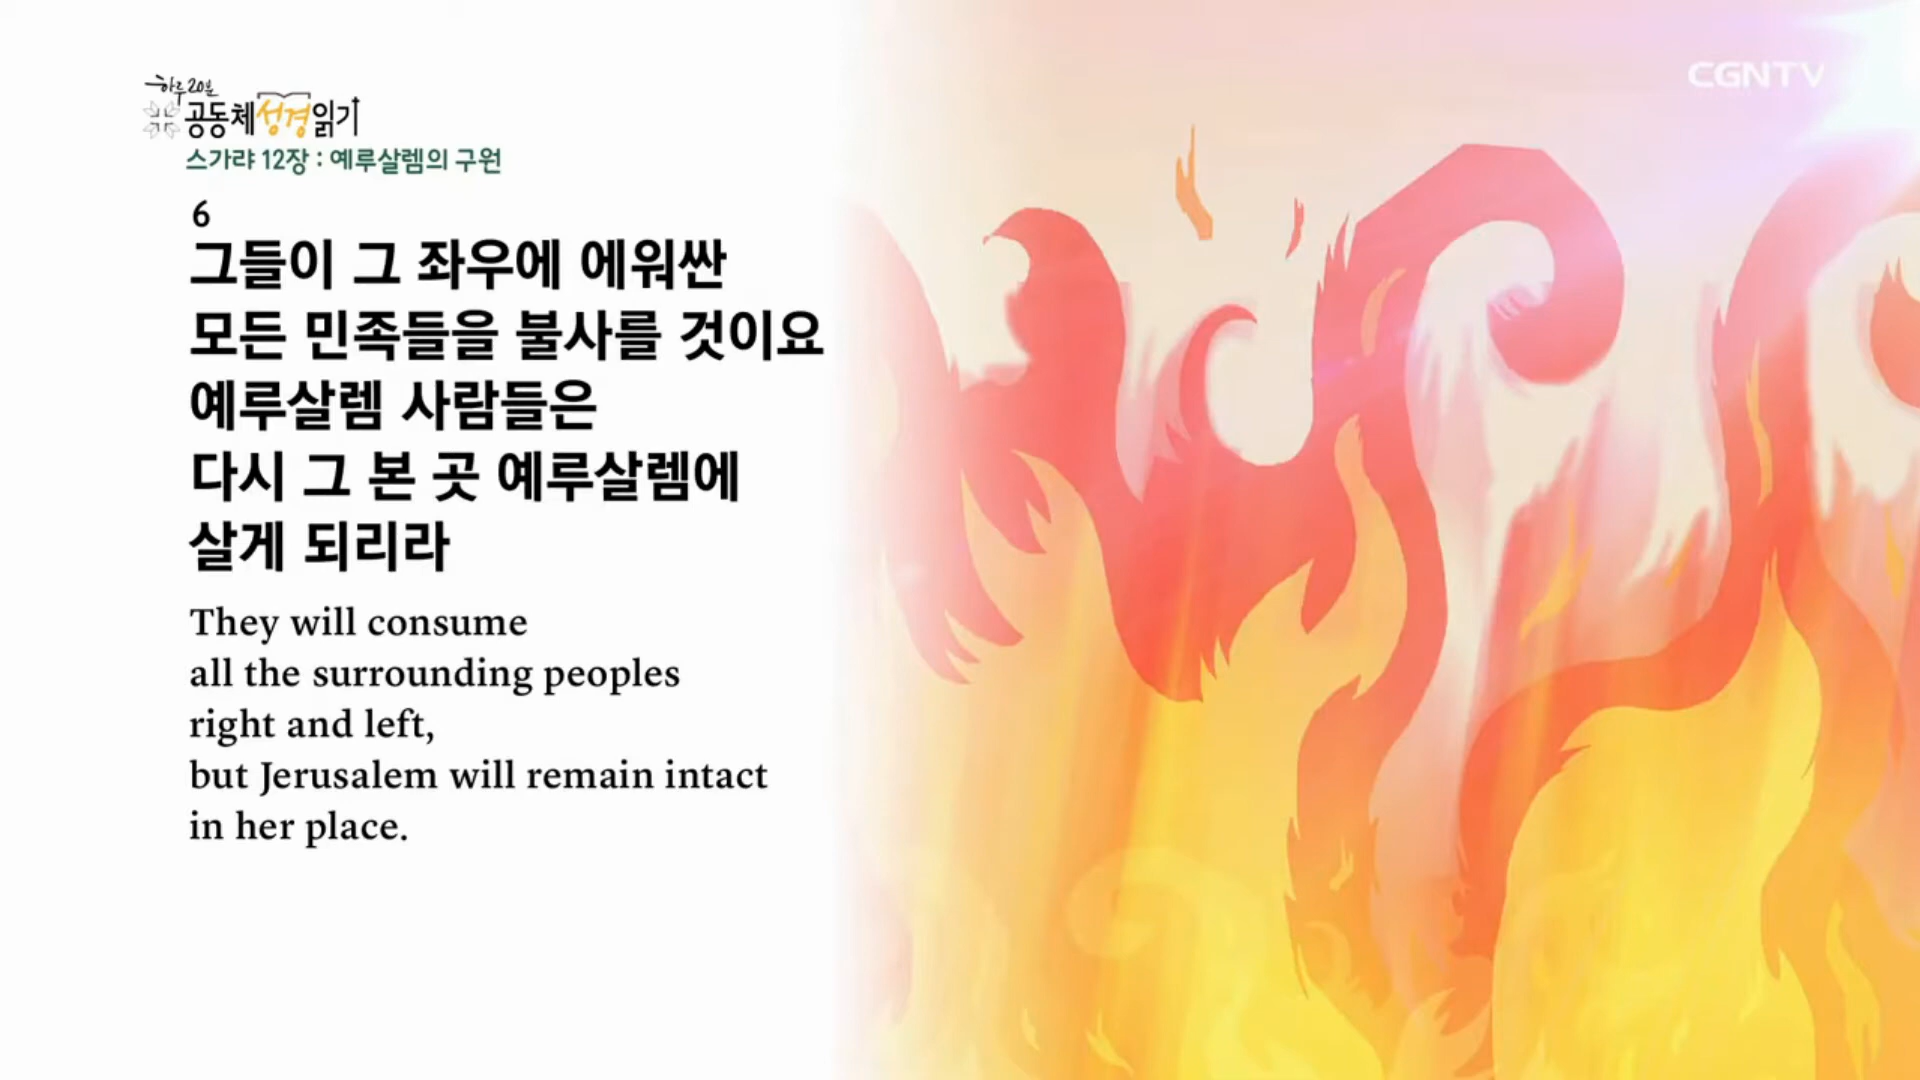 하루 20분
공동체성경읽기
CGNTV
스가랴 12장 : 예루살렘의 구원
6
그들이 그 좌우에 에워싼
모든 민족들을 불사를 것이요
예루살렘 사람들은
다시 그 본 곳 예루살렘에
살게 되리라
They will consume
all the surrounding peoples
right and left,
but Jerusalem will remain intact
in her place.